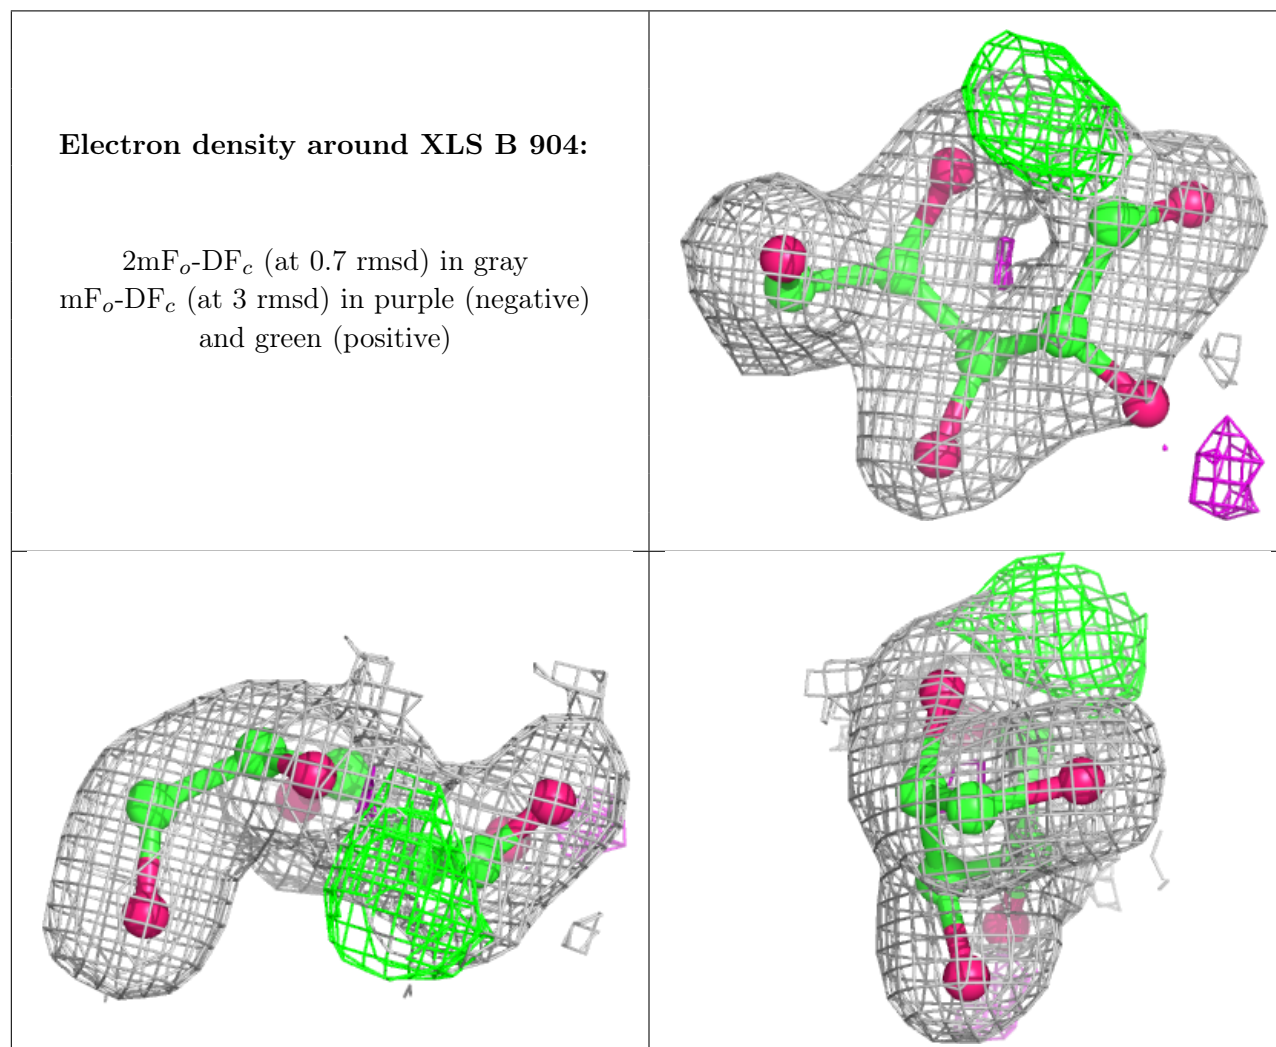 Electron density around XLS B 904:
2mFₒ-DF𝒸 (at 0.7 rmsd) in gray
mFₒ-DF𝒸 (at 3 rmsd) in purple (negative)
and green (positive)